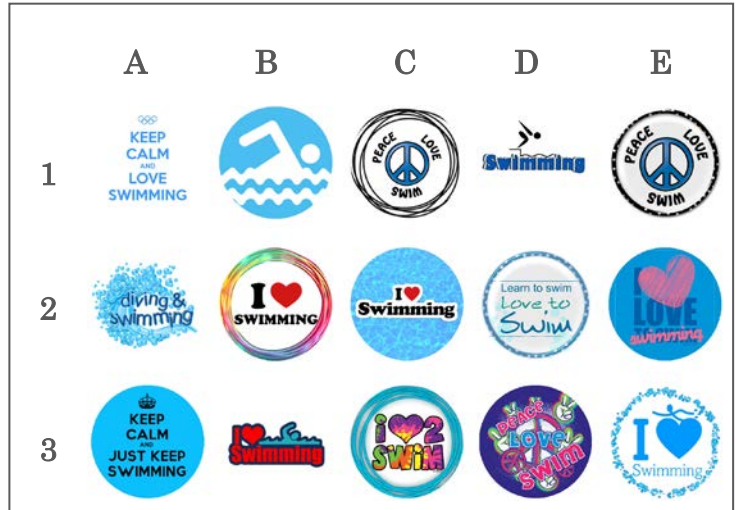 A B C D E
1
KEEP
CALM
AND
LOVE
SWIMMING
PEACE LOVE
SWIM
Swimming
PEACE LOVE
SWIM
2
diving &
swimming
I ❤
SWIMMING
I ❤
Swimming
Learn to swim
Love to
Swim
LOVE
swimming
3
KEEP
CALM
AND
JUST KEEP
SWIMMING
I ❤
Swimming
i ❤ 2
SWiM
PEACE
LOVE
SWIM
I ❤
Swimming